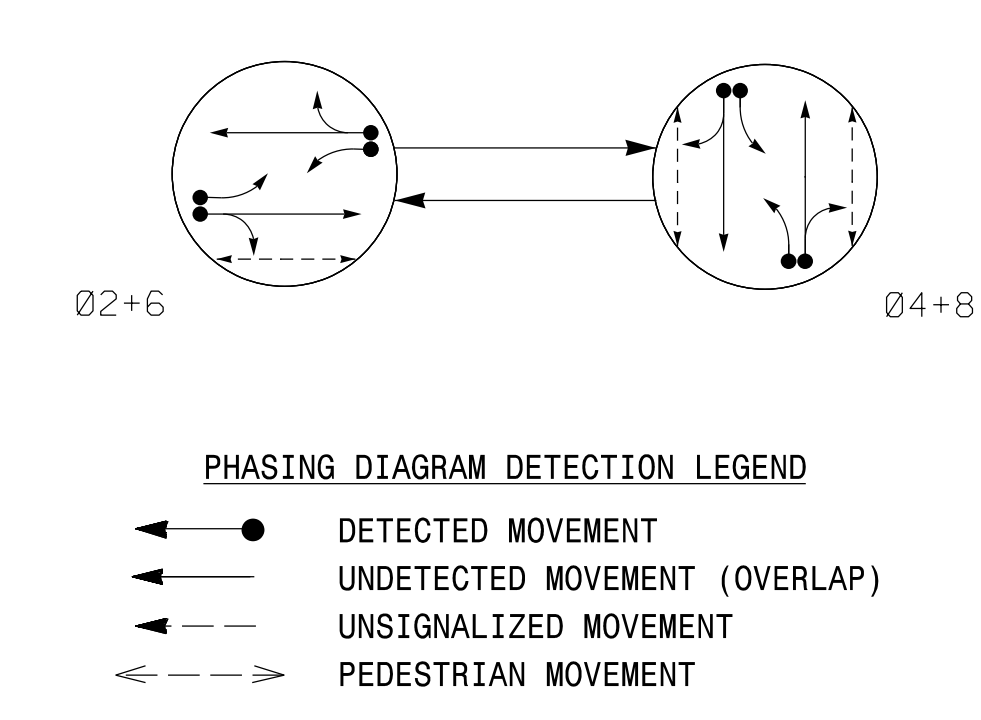 Ø2+6
Ø4+8
PHASING DIAGRAM DETECTION LEGEND
DETECTED MOVEMENT
UNDETECTED MOVEMENT (OVERLAP)
UNSIGNALIZED MOVEMENT
PEDESTRIAN MOVEMENT